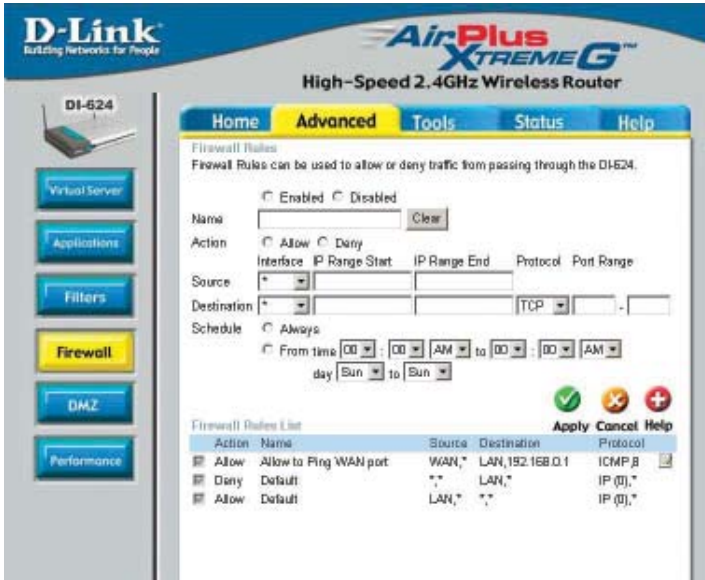 D-Link
Building Networks for People
AirPlus
XTREME G™
High-Speed 2.4GHz Wireless Router
DI-624
Home Advanced Tools Status Help
Virtual Server
Applications
Filters
Firewall
DMZ
Performance
Firewall Rules
Firewall Rules can be used to allow or deny traffic from passing through the DI-624.
Enabled Disabled
Name Clear
Action Allow Deny
Interface IP Range Start IP Range End Protocol Port Range
Source *
Destination * TCP -
Schedule Always
From time 00 : 00 AM to 00 : 00 AM
day Sun to Sun
Apply Cancel Help
Firewall Rules List
Action Name Source Destination Protocol
Allow Allow to Ping WAN port WAN,* LAN,192.168.0.1 ICMP,8
Deny Default *,* LAN,* IP (0),*
Allow Default LAN,* *,* IP (0),*